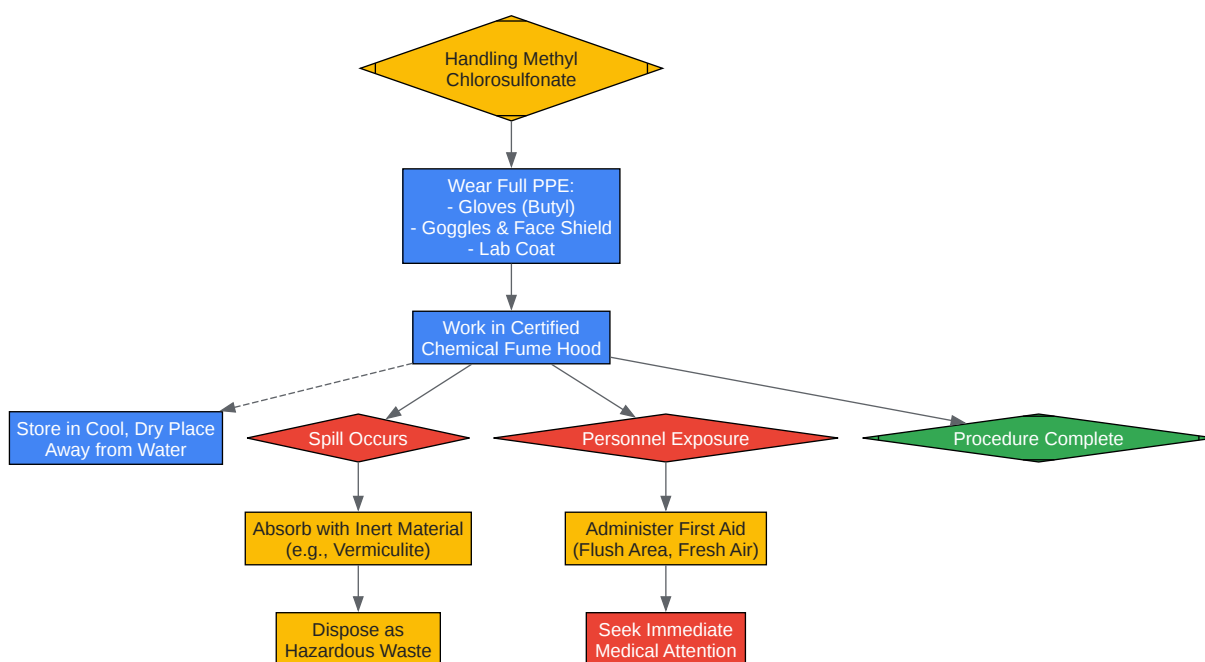 Handling Methyl
Chlorosulfonate
Wear Full PPE:
- Gloves (Butyl)
- Goggles & Face Shield
- Lab Coat
Work in Certified
Chemical Fume Hood
Store in Cool, Dry Place
Away from Water
Spill Occurs
Personnel Exposure
Procedure Complete
Absorb with Inert Material
(e.g., Vermiculite)
Administer First Aid
(Flush Area, Fresh Air)
Dispose as
Hazardous Waste
Seek Immediate
Medical Attention